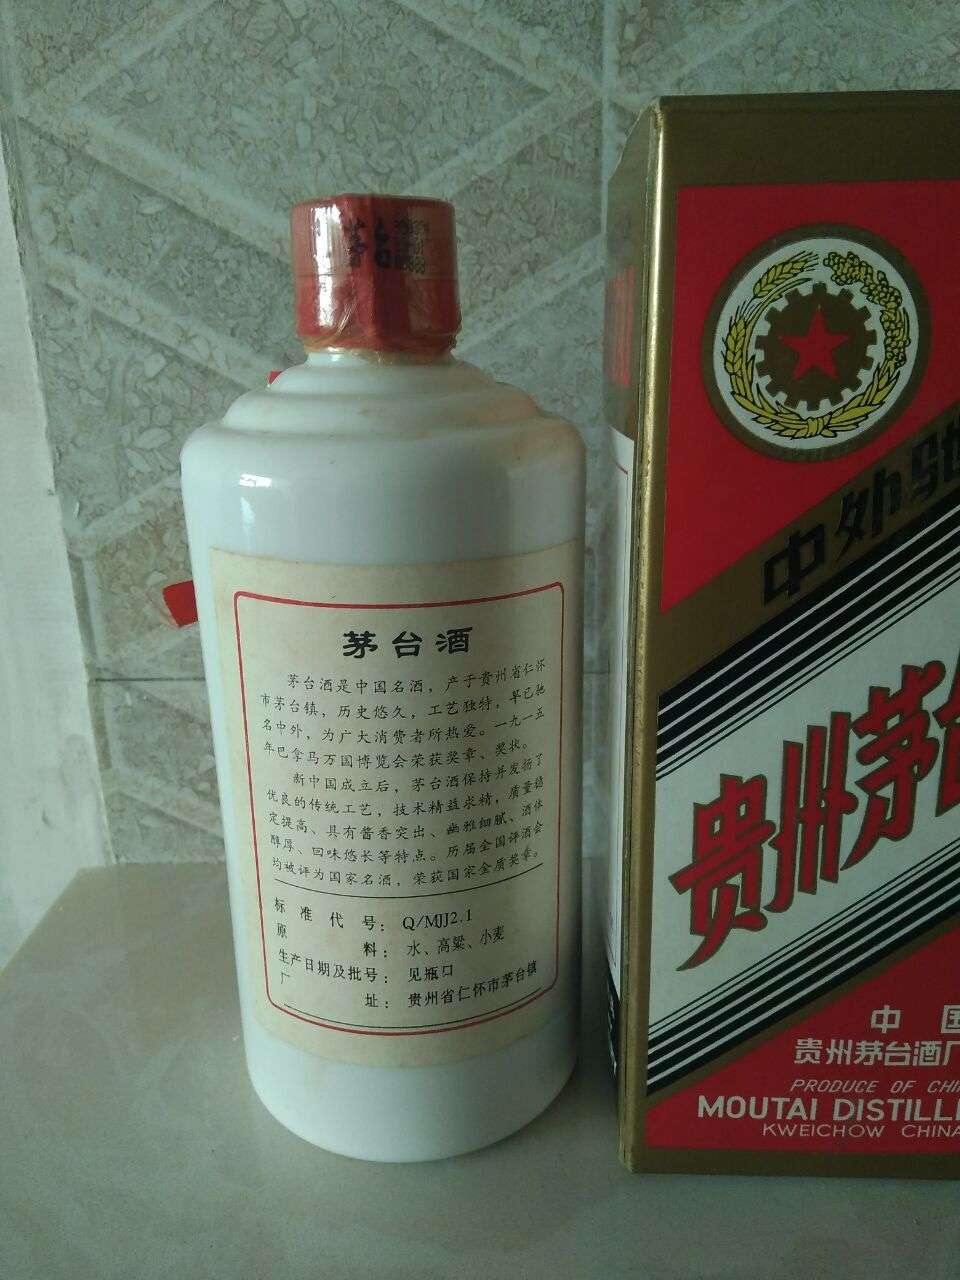 茅台
茅台酒
茅台酒是中国名酒，产于贵州省仁怀
市茅台镇，历史悠久，工艺独特，早已驰
名中外，为广大消费者所热爱。一九一五
年巴拿马万国博览会荣获奖章、奖状。
新中国成立后，茅台酒保持并发扬了
优良的传统工艺，技术精益求精，质量稳
定提高、具有酱香突出、幽雅细腻、酒体
醇厚、回味悠长等特点。历届全国评酒会
均被评为国家名酒，荣获国家金质奖章。
标准代号：Q/MJJ2.1
原料：水、高粱、小麦
生产日期及批号：见瓶口
厂址：贵州省仁怀市茅台镇
中外驰
贵州茅台
中国
贵州茅台酒厂
PRODUCE OF CHIN
MOUTAI DISTILLE
KWEICHOW CHINA